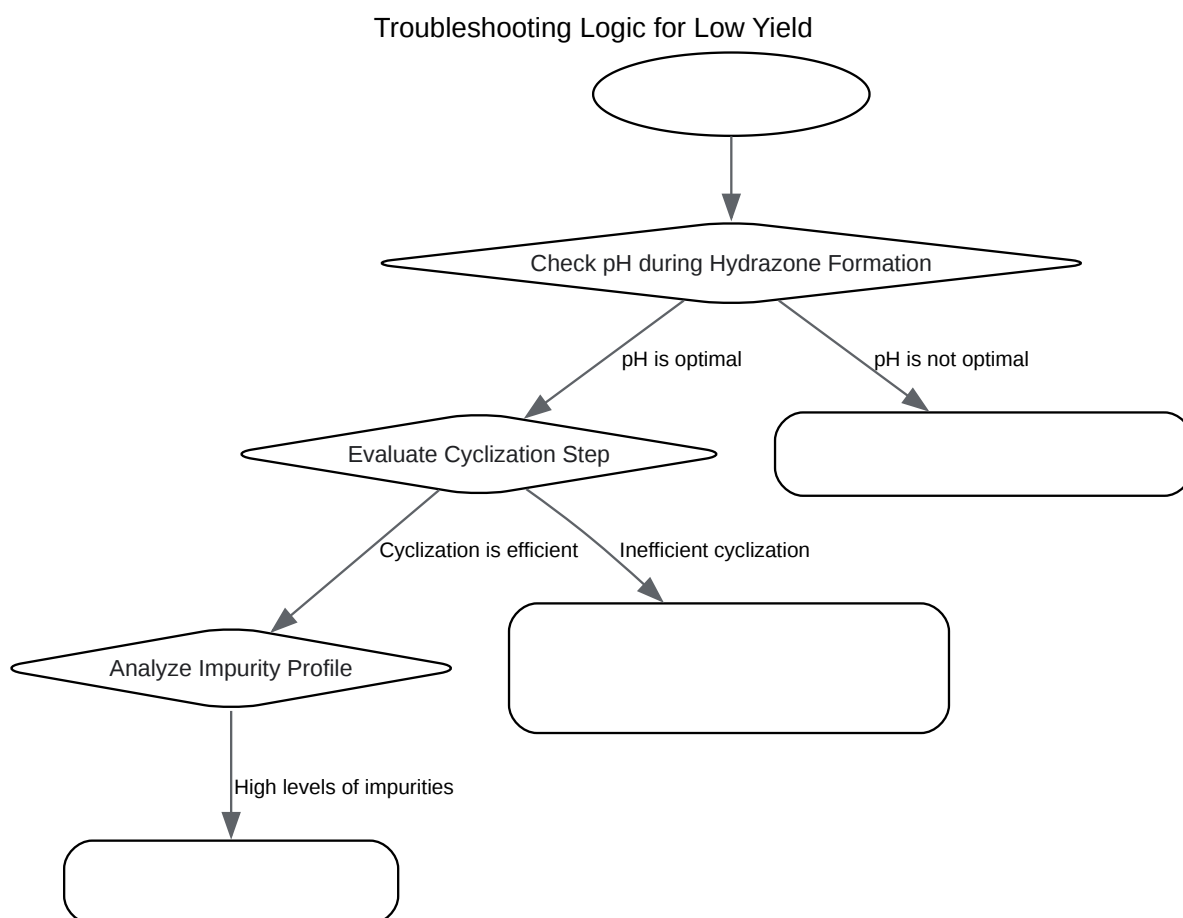 Troubleshooting Logic for Low Yield
Check pH during Hydrazone Formation
pH is optimal
pH is not optimal
Evaluate Cyclization Step
Cyclization is efficient
Inefficient cyclization
Analyze Impurity Profile
High levels of impurities